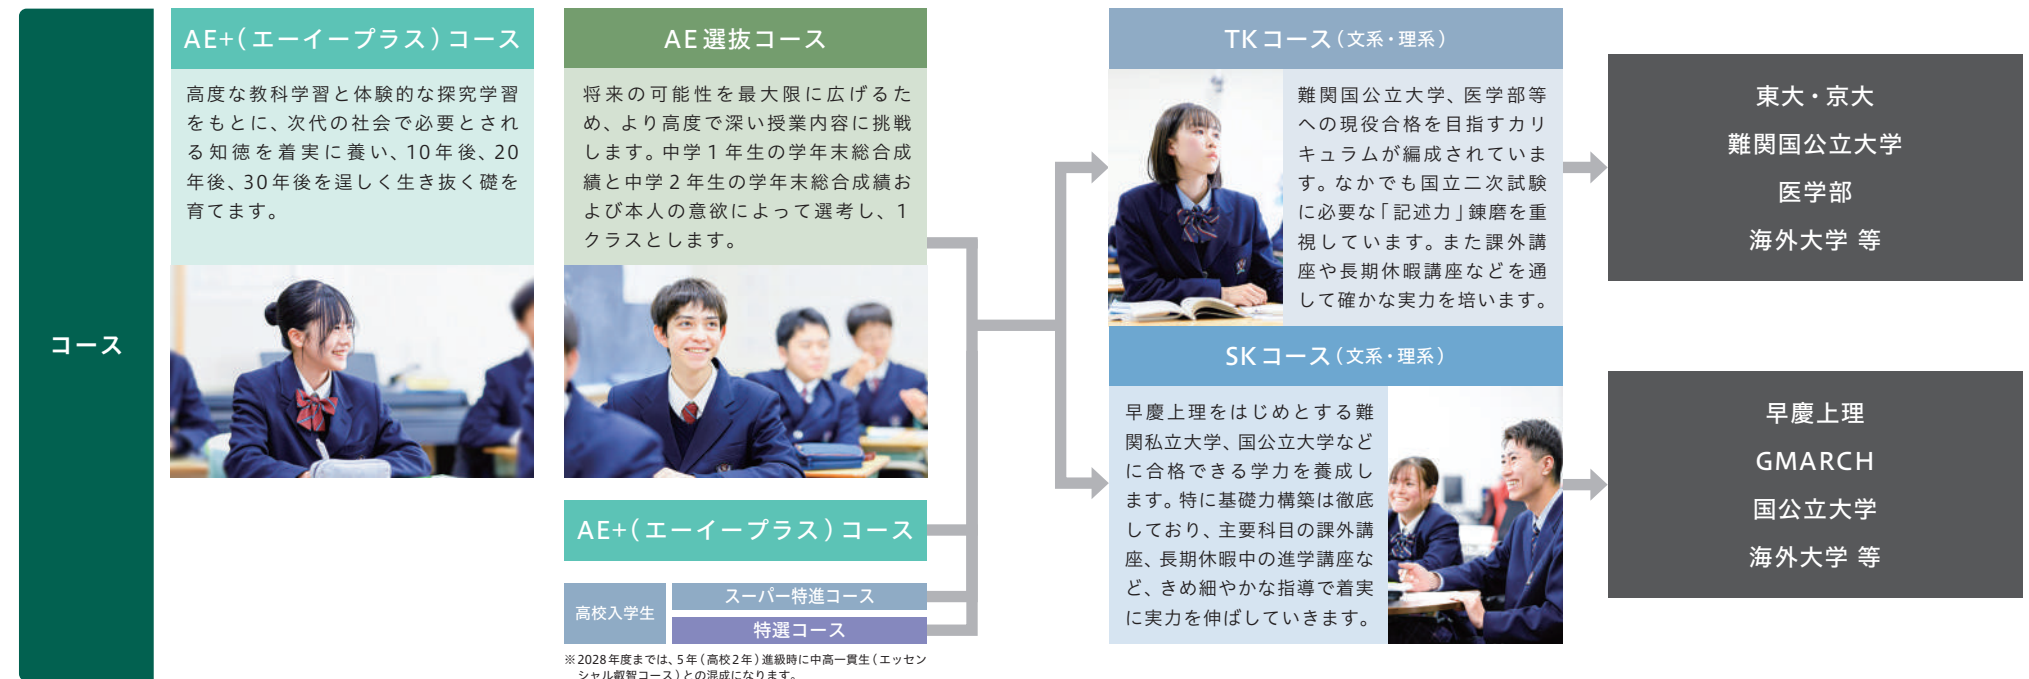 コース
AE+（エーイープラス）コース
高度な教科学習と体験的な探究学習
をもとに、次代の社会で必要とされ
る知徳を着実に養い、10年後、20
年後、30年後を逞しく生き抜く礎を
育てます。
AE選抜コース
将来の可能性を最大限に広げるた
め、より高度で深い授業内容に挑戦
します。中学1年生の学年末総合成
績と中学2年生の学年末総合成績お
よび本人の意欲によって選考し、1
クラスとします。
AE+（エーイープラス）コース
高校入学生
スーパー特進コース
特選コース
※2028年度までは、5年（高校2年）進級時に中高一貫生（エッセン
シャル叡智コース）との混成になります。
TKコース（文系・理系）
難関国公立大学、医学部等
への現役合格を目指すカリ
キュラムが編成されていま
す。なかでも国立二次試験
に必要な「記述力」錬磨を重
視しています。また課外講
座や長期休暇講座などを通
して確かな実力を培います。
SKコース（文系・理系）
早慶上理をはじめとする難
関私立大学、国公立大学など
に合格できる学力を養成し
ます。特に基礎力構築は徹底
しており、主要科目の課外講
座、長期休暇中の進学講座な
ど、きめ細やかな指導で着実
に実力を伸ばしていきます。
東大・京大
難関国公立大学
医学部
海外大学 等
早慶上理
GMARCH
国公立大学
海外大学 等